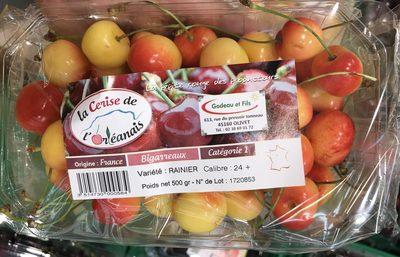 La perle rouge des producteurs
la Cerise de
l'Orléanais
Gadeau et Fils
613, rue du pressoir tonneau
45160 OLIVET
Tél. : 02 38 69 01 72
Origine : France
Bigarreaux
Catégorie 1
Variété : RAINIER Calibre : 24 +
Poids net 500 gr - N° de Lot : 1720853